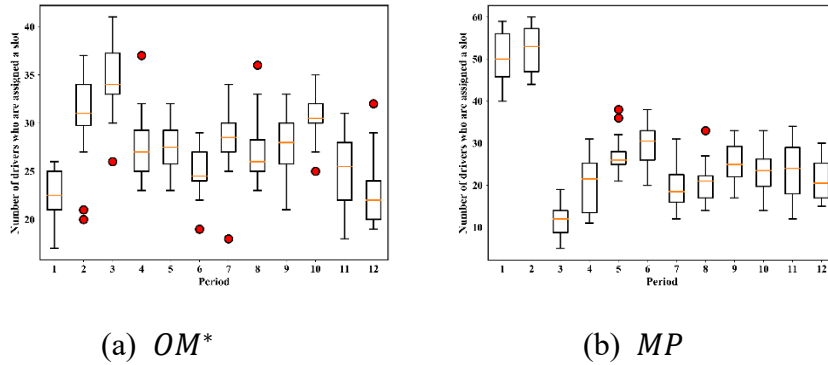 Number of drivers who are assigned a slot
40
35
30
25
20
1 2 3 4 5 6 7 8 9 10 11 12
Period
(a) OM*
Number of drivers who are assigned a slot
60
50
40
30
20
10
1 2 3 4 5 6 7 8 9 10 11 12
Period
(b) MP